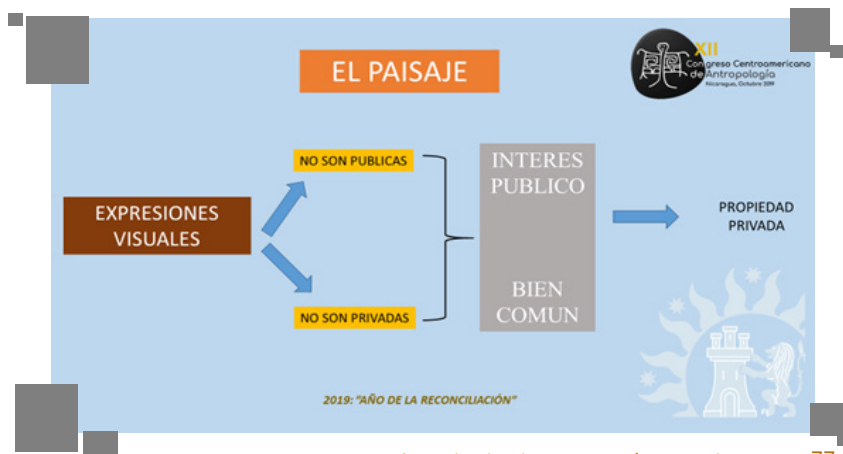 EL PAISAJE
XII
Congreso Centroamericano
de Antropología
Nicaragua, Octubre 2019
NO SON PUBLICAS
INTERES
PUBLICO
EXPRESIONES
VISUALES
PROPIEDAD
PRIVADA
BIEN
COMUN
NO SON PRIVADAS
2019: "AÑO DE LA RECONCILIACIÓN"